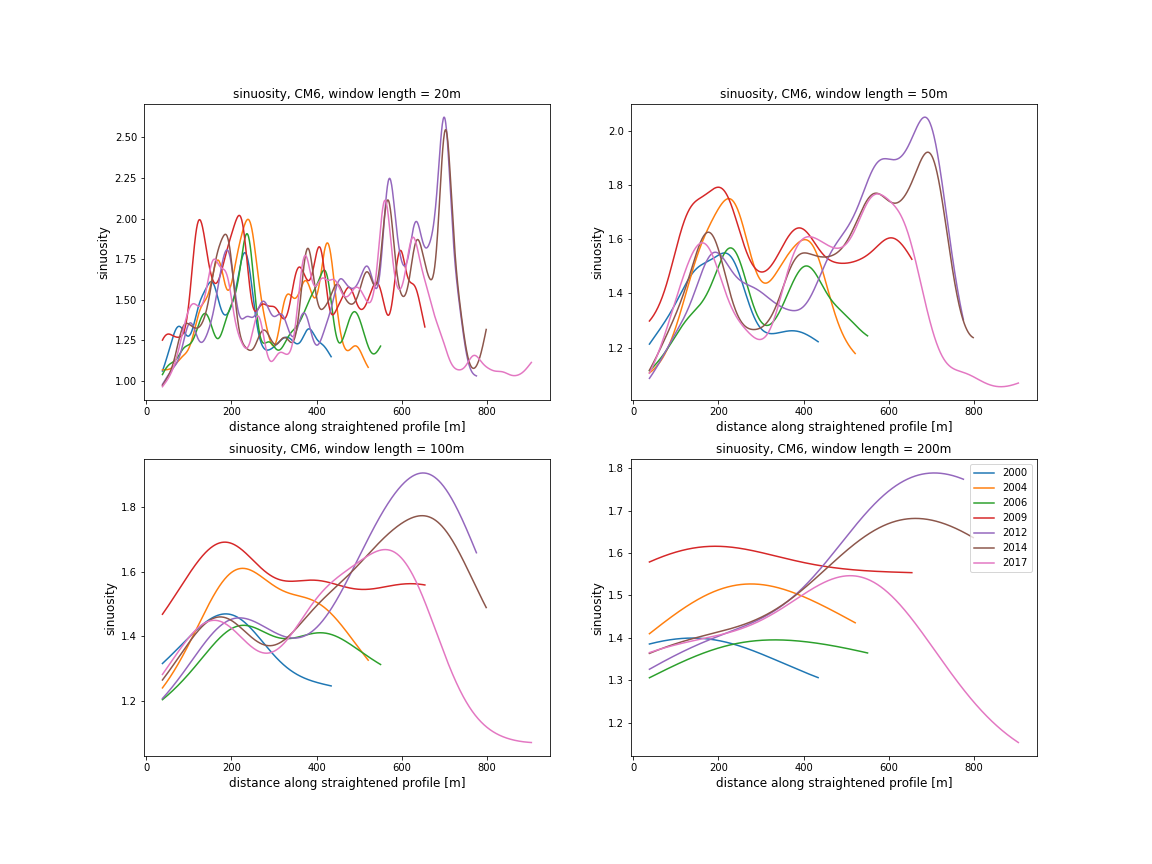 sinuosity, CM6, window length = 20m
sinuosity
2.50
2.25
2.00
1.75
1.50
1.25
1.00
0 200 400 600 800
distance along straightened profile [m]
sinuosity, CM6, window length = 50m
sinuosity
2.0
1.8
1.6
1.4
1.2
0 200 400 600 800
distance along straightened profile [m]
sinuosity, CM6, window length = 100m
sinuosity
1.8
1.6
1.4
1.2
0 200 400 600 800
distance along straightened profile [m]
sinuosity, CM6, window length = 200m
sinuosity
1.8
1.7
1.6
1.5
1.4
1.3
1.2
0 200 400 600 800
distance along straightened profile [m]
2000
2004
2006
2009
2012
2014
2017